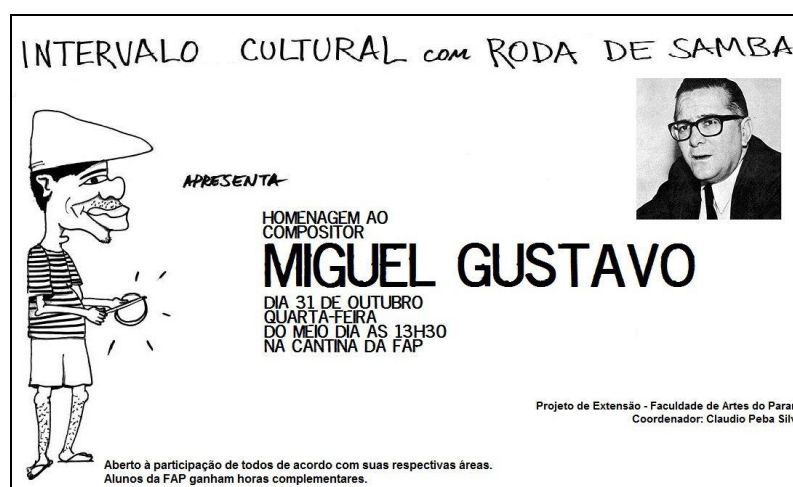 INTERVALO CULTURAL COM RODA DE SAMBA
APRESENTA
HOMENAGEM AO
COMPOSITOR
MIGUEL GUSTAVO
DIA 31 DE OUTUBRO
QUARTA-FEIRA
DO MEIO DIA AS 13H30
NA CANTINA DA FAP
Projeto de Extensão - Faculdade de Artes do Paran
Coordenador: Claudio Peba Silv
Aberto à participação de todos de acordo com suas respectivas áreas.
Alunos da FAP ganham horas complementares.